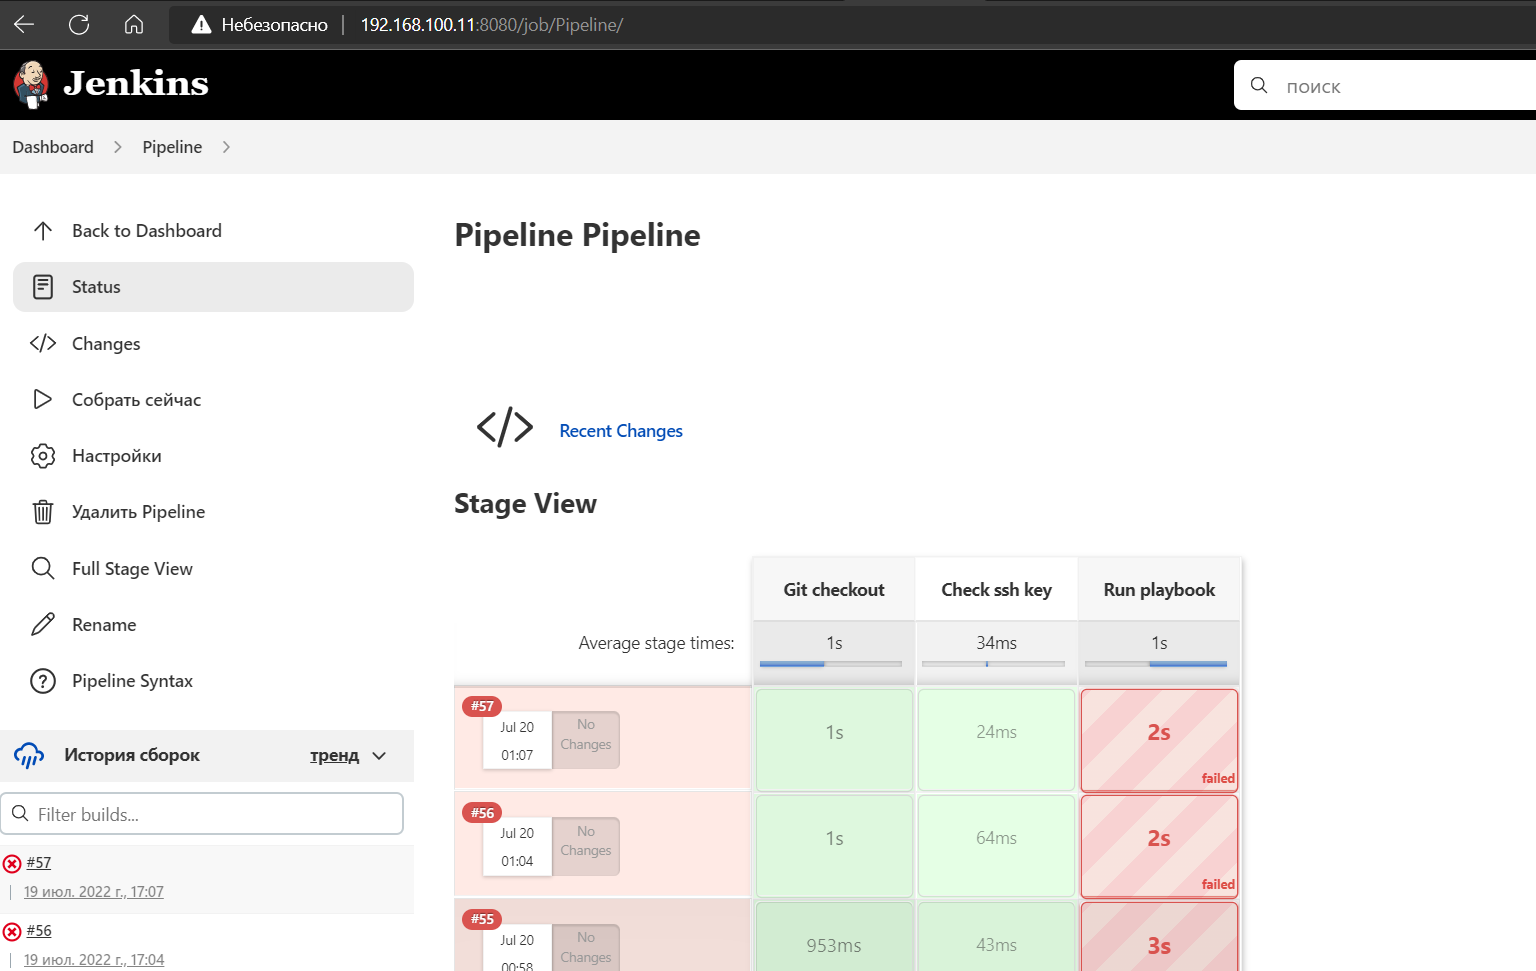 Небезопасно | 192.168.100.11:8080/job/Pipeline/
Jenkins
поиск
Dashboard > Pipeline >
Back to Dashboard
Status
Changes
Собрать сейчас
Настройки
Удалить Pipeline
Full Stage View
Rename
Pipeline Syntax
История сборок тренд
Filter builds...
#57
19 июл. 2022 г., 17:07
#56
19 июл. 2022 г., 17:04
Pipeline Pipeline
Recent Changes
Stage View
Git checkout Check ssh key Run playbook
Average stage times: 1s 34ms 1s
#57
Jul 20
01:07
No
Changes
1s 24ms 2s
failed
#56
Jul 20
01:04
No
Changes
1s 64ms 2s
failed
#55
Jul 20
00:58
No
Changes
953ms 43ms 3s